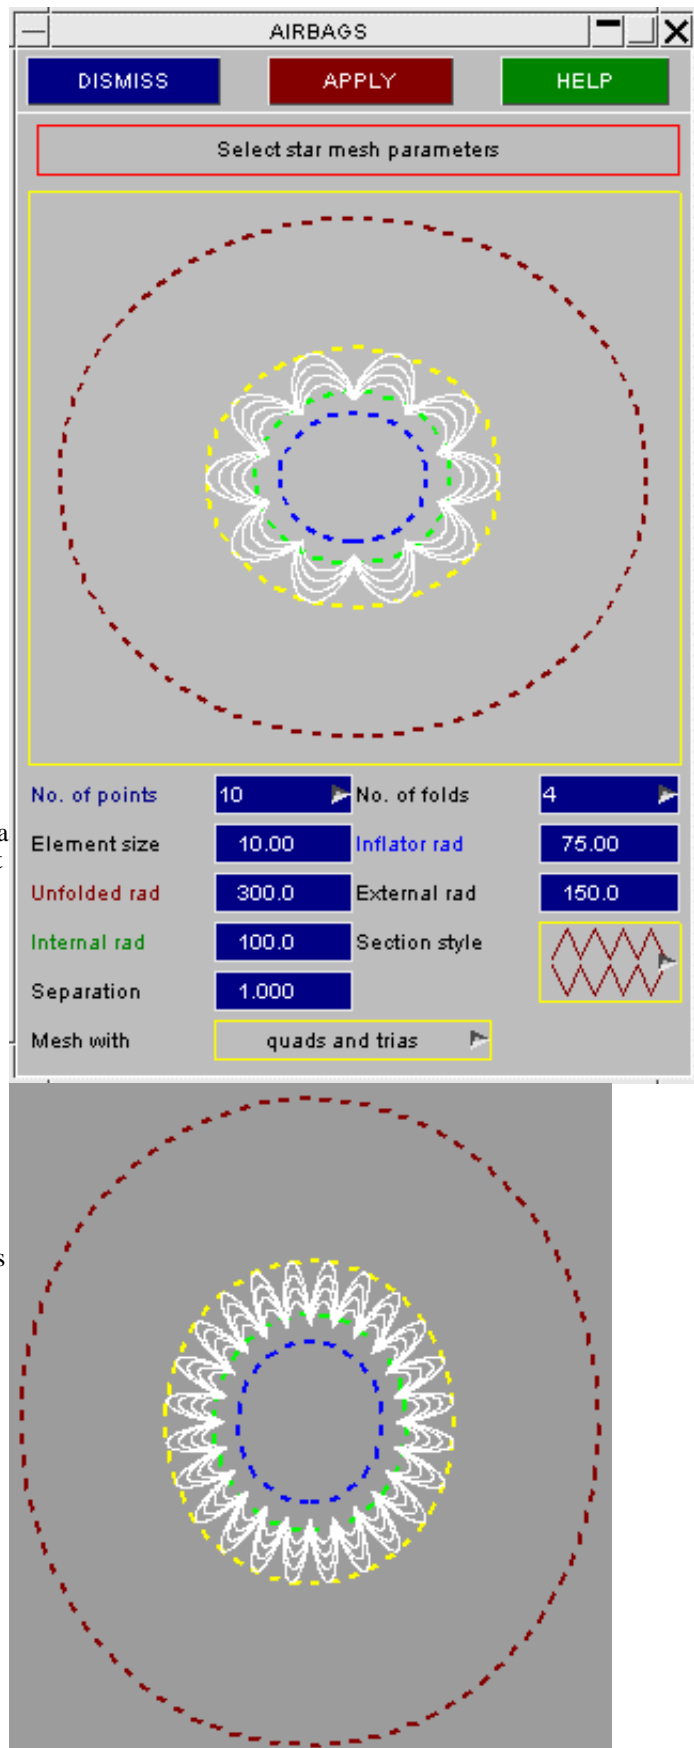 AIRBAGS
DISMISS APPLY HELP
Select star mesh parameters
No. of points 10 No. of folds 4
a
Element size 10.00 Inflator rad 75.00
t
Unfolded rad 300.0 External rad 150.0
Internal rad 100.0 Section style
Separation 1.000
Mesh with quads and trias
s